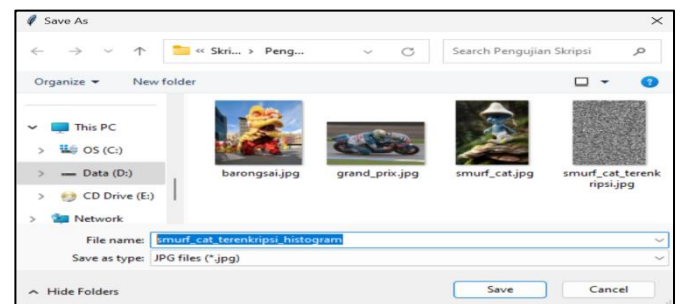 Save As
« Skri... > Peng...
Search Pengujian Skripsi
Organize
New folder
This PC
OS (C:)
Data (D:)
CD Drive (E:)
Network
barongsai.jpg
grand_prix.jpg
smurf_cat.jpg
smurf_cat_terenk
ripsi.jpg
File name: smurf_cat_terenkripsi_histogram
Save as type: JPG files (*.jpg)
Hide Folders
Save
Cancel